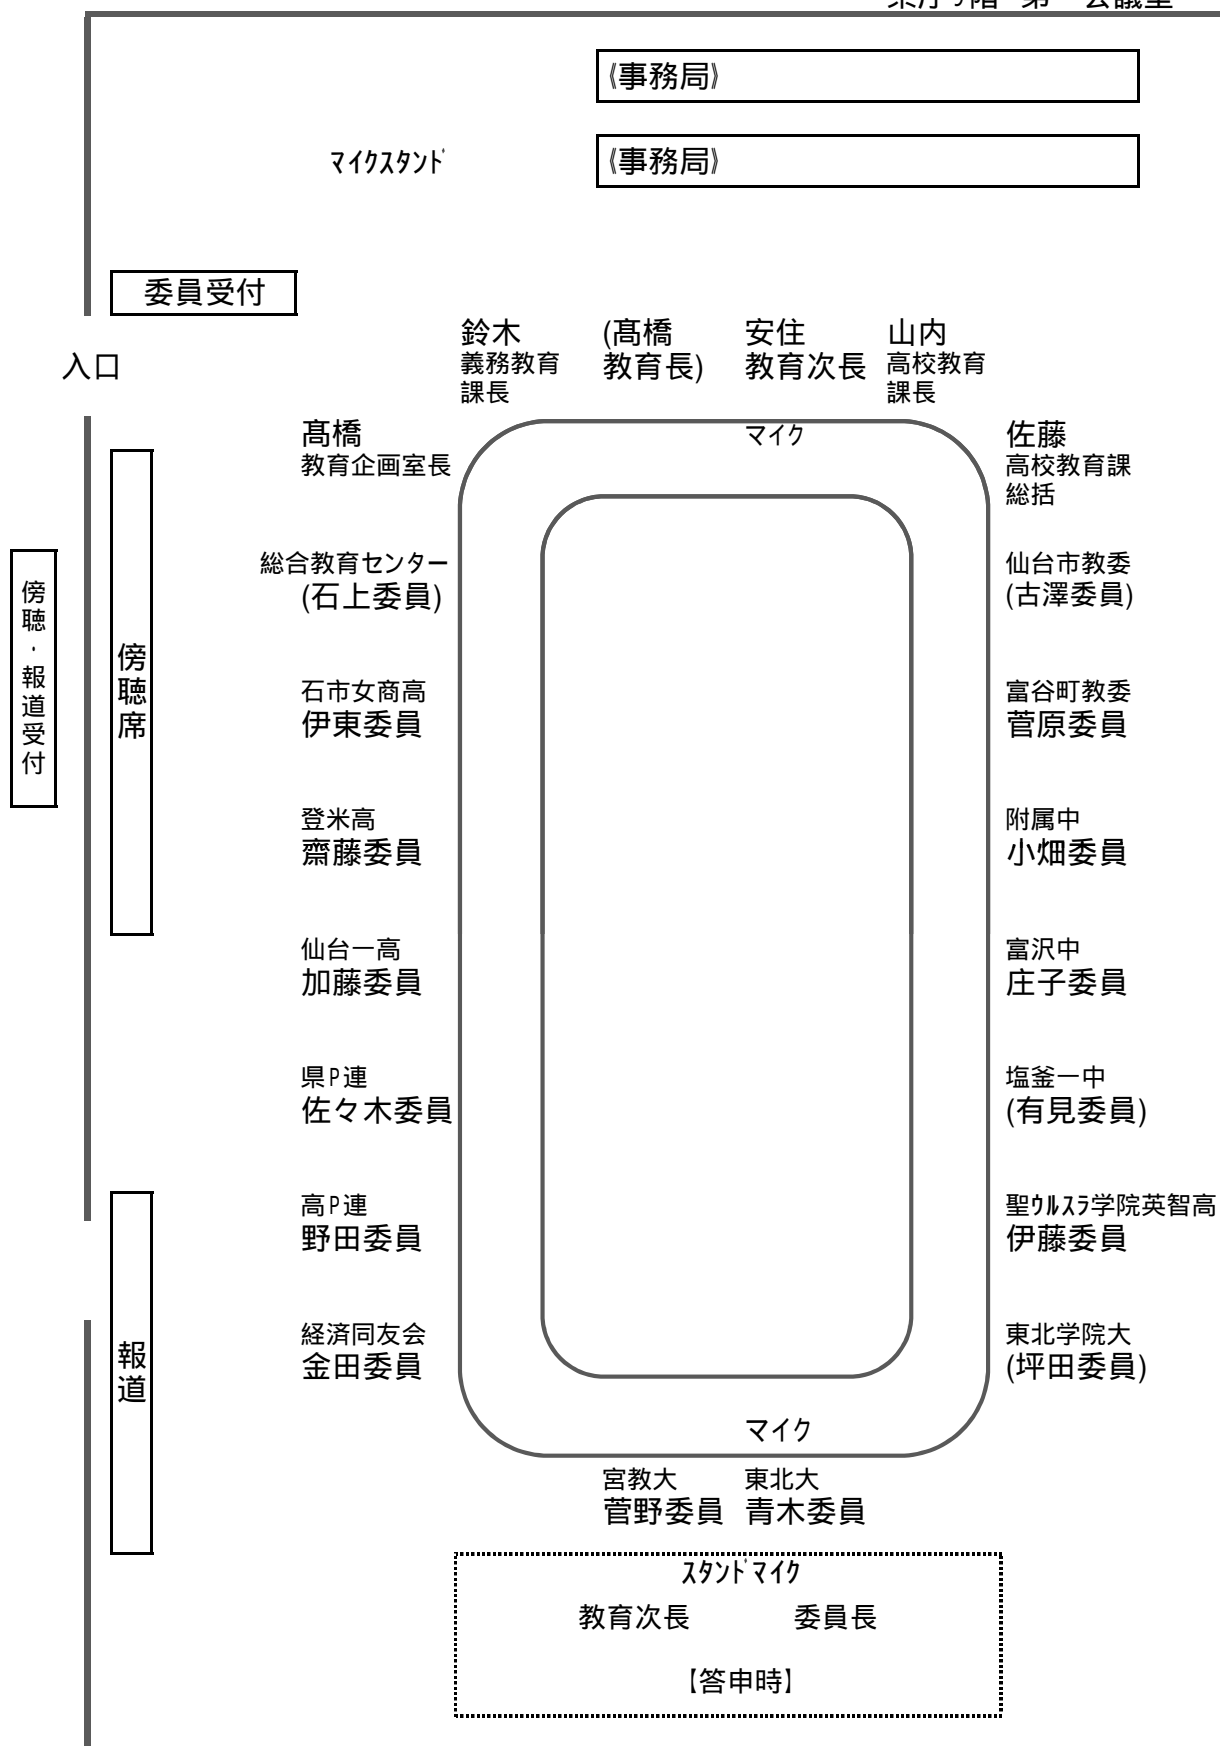 《事務局》
マイクスタンド
《事務局》
委員受付
入口
鈴木
義務教育
課長
(髙橋
教育長)
安住
教育次長
山内
高校教育
課長
マイク
髙橋
教育企画室長
佐藤
高校教育課
総括
総合教育センター
(石上委員)
仙台市教委
(古澤委員)
傍聴・報道受付
傍聴席
石市女商高
伊東委員
富谷町教委
菅原委員
登米高
齋藤委員
附属中
小畑委員
仙台一高
加藤委員
富沢中
庄子委員
県P連
佐々木委員
塩釜一中
(有見委員)
高P連
野田委員
聖ウルスラ学院英智高
伊藤委員
報道
経済同友会
金田委員
東北学院大
(坪田委員)
マイク
宮教大
菅野委員
東北大
青木委員
スタンドマイク
教育次長 委員長
【答申時】